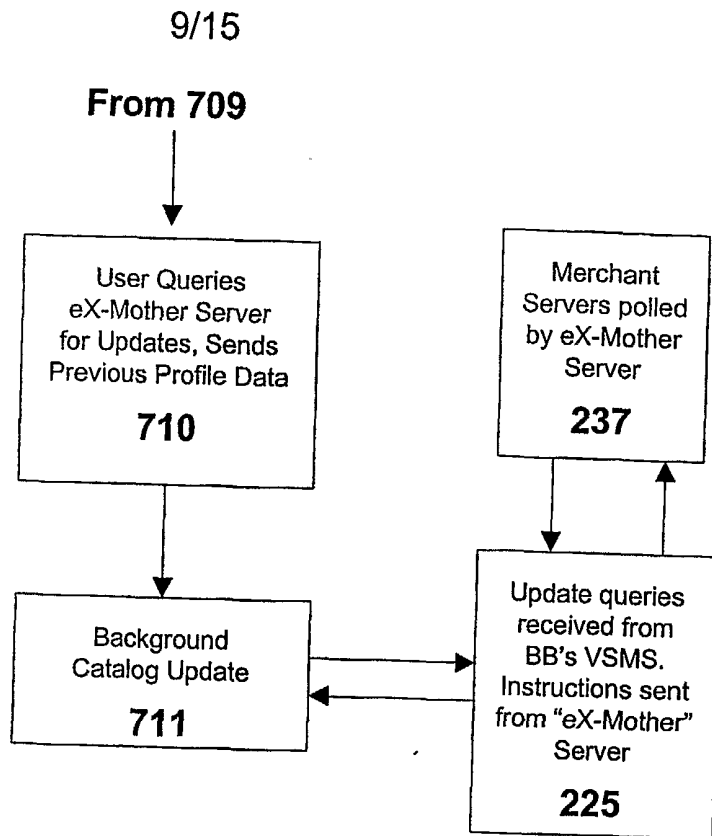 9/15
From 709
User Queries
eX-Mother Server
for Updates, Sends
Previous Profile Data
710
Merchant
Servers polled
by eX-Mother
Server
237
Background
Catalog Update
711
Update queries
received from
BB's VSMS.
Instructions sent
from “eX-Mother”
Server
225